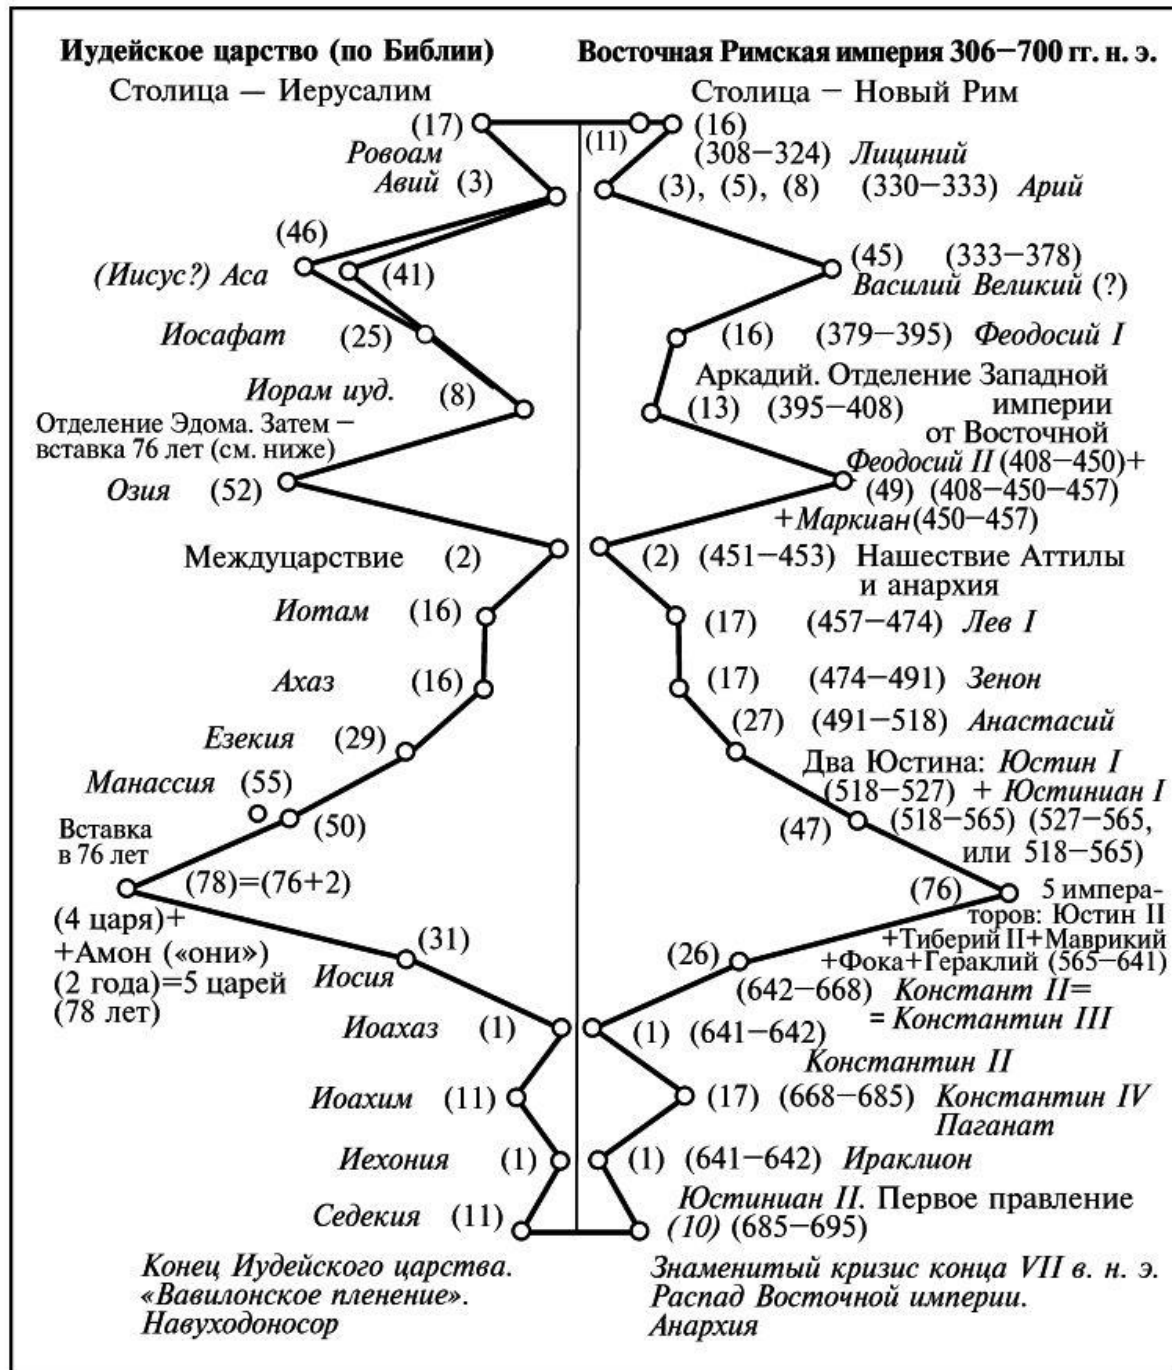 Иудейское царство (по Библии)
Столица — Иерусалим
(17)
Ровоам
Авий (3)
(46)
(Иисус?) Аса
(41)
Иосафат (25)
Иорам иуд. (8)
Отделение Эдома. Затем —
вставка 76 лет (см. ниже)
Озия (52)
Междуцарствие (2)
Иотам (16)
Ахаз (16)
Езекия (29)
Манассия (55)
(50)
Вставка
в 76 лет
(78)=(76+2)
(4 царя)+
+Амон («они»)
(2 года)=5 царей
(78 лет)
(31)
Иосия
Иоахаз (1)
Иоахим (11)
Иехония (1)
Седекия (11)
Конец Иудейского царства.
«Вавилонское пленение».
Навуходоносор
Восточная Римская империя 306—700 гг. н. э.
Столица — Новый Рим
(11)
(16)
(308—324) Лициний
(3), (5), (8) (330—333) Арий
(45) (333—378)
Василий Великий (?)
(16) (379—395) Феодосий I
Аркадий. Отделение Западной
(13) (395—408) империи
от Восточной
Феодосий II (408—450)+
(49) (408—450—457)
+Маркиан(450—457)
(2) (451—453) Нашествие Аттилы
и анархия
(17) (457—474) Лев I
(17) (474—491) Зенон
(27) (491—518) Анастасий
Два Юстина: Юстин I
(518—527) + Юстиниан I
(47) (518—565) (527—565,
или 518—565)
(76) 5 импера-
торов: Юстин II
+Тиберий II+Маврикий
+Фока+Гераклий (565—641)
(26)
(642—668) Констант II=
= Константин III
(1) (641—642)
Константин II
(17) (668—685) Константин IV
Паганат
(1) (641—642) Ираклион
Юстиниан II. Первое правление
(10) (685—695)
Знаменитый кризис конца VII в. н. э.
Распад Восточной империи.
Анархия